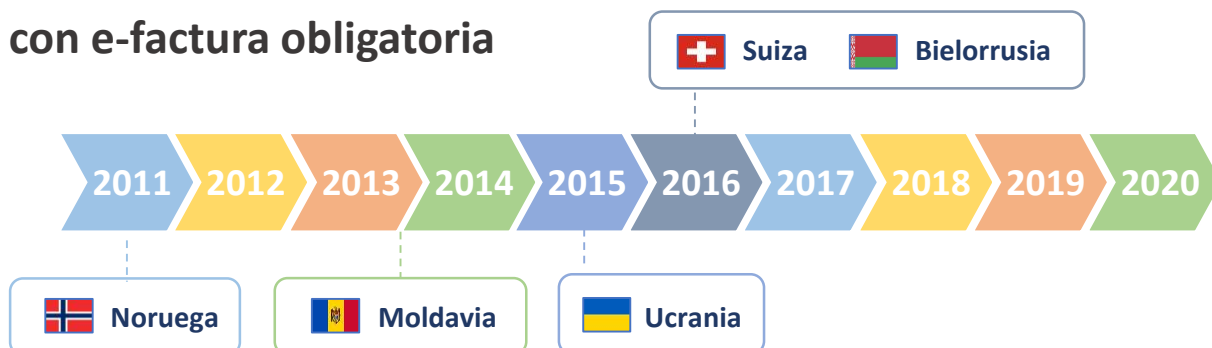 con e-factura obligatoria
Suiza Bielorrusia
2011 2012 2013 2014 2015 2016 2017 2018 2019 2020
Noruega Moldavia Ucrania